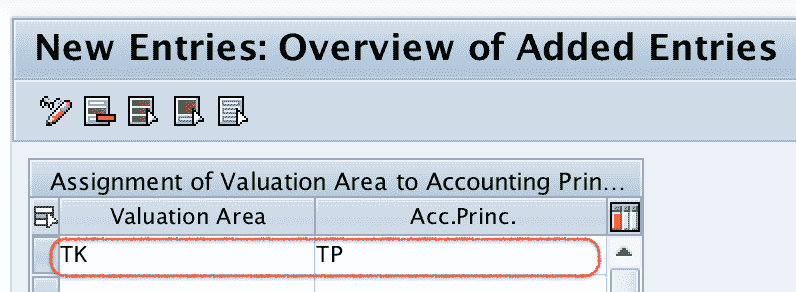 New Entries: Overview of Added Entries
Assignment of Valuation Area to Accounting Prin...
Valuation Area Acc.Princ.
TK TP